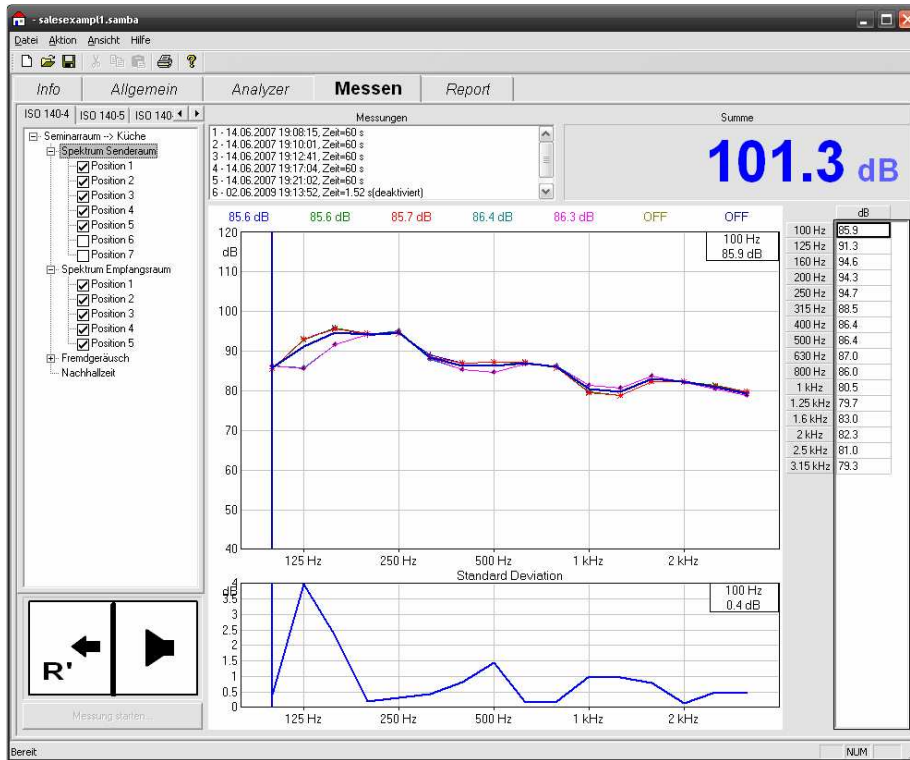 - salesexampl1.samba
Datei Aktion Ansicht Hilfe
Info Allgemein Analyzer Messen Report
ISO 140-4 ISO 140-5 ISO 140-
Seminarraum --> Küche
Spektrum Senderaum
Position 1
Position 2
Position 3
Position 4
Position 5
Position 6
Position 7
Spektrum Empfangsraum
Position 1
Position 2
Position 3
Position 4
Position 5
Fremdgeräusch
Nachhallzeit
R'
Messung starten...
Messungen
1 - 14.06.2007 19:08:15, Zeit=60 s
2 - 14.06.2007 19:10:01, Zeit=60 s
3 - 14.06.2007 19:12:41, Zeit=60 s
4 - 14.06.2007 19:17:04, Zeit=60 s
5 - 14.06.2007 19:21:02, Zeit=60 s
6 - 02.06.2009 19:13:52, Zeit=1.52 s(deaktiviert)
Summe
101.3 dB
85.6 dB 85.6 dB 85.7 dB 86.4 dB 86.3 dB OFF OFF
120
dB
110
100
90
80
70
60
50
40
100 Hz
85.9 dB
125 Hz 250 Hz 500 Hz 1 kHz 2 kHz
Standard Deviation
4
dB
3.5
3
2.5
2
1.5
1
0.5
0
100 Hz
0.4 dB
125 Hz 250 Hz 500 Hz 1 kHz 2 kHz
dB
100 Hz 85.9
125 Hz 91.3
160 Hz 94.6
200 Hz 94.3
250 Hz 94.7
315 Hz 88.5
400 Hz 86.4
500 Hz 86.4
630 Hz 87.0
800 Hz 86.0
1 kHz 80.5
1.25 kHz 79.7
1.6 kHz 83.0
2 kHz 82.3
2.5 kHz 81.0
3.15 kHz 79.3
Bereit
NUM